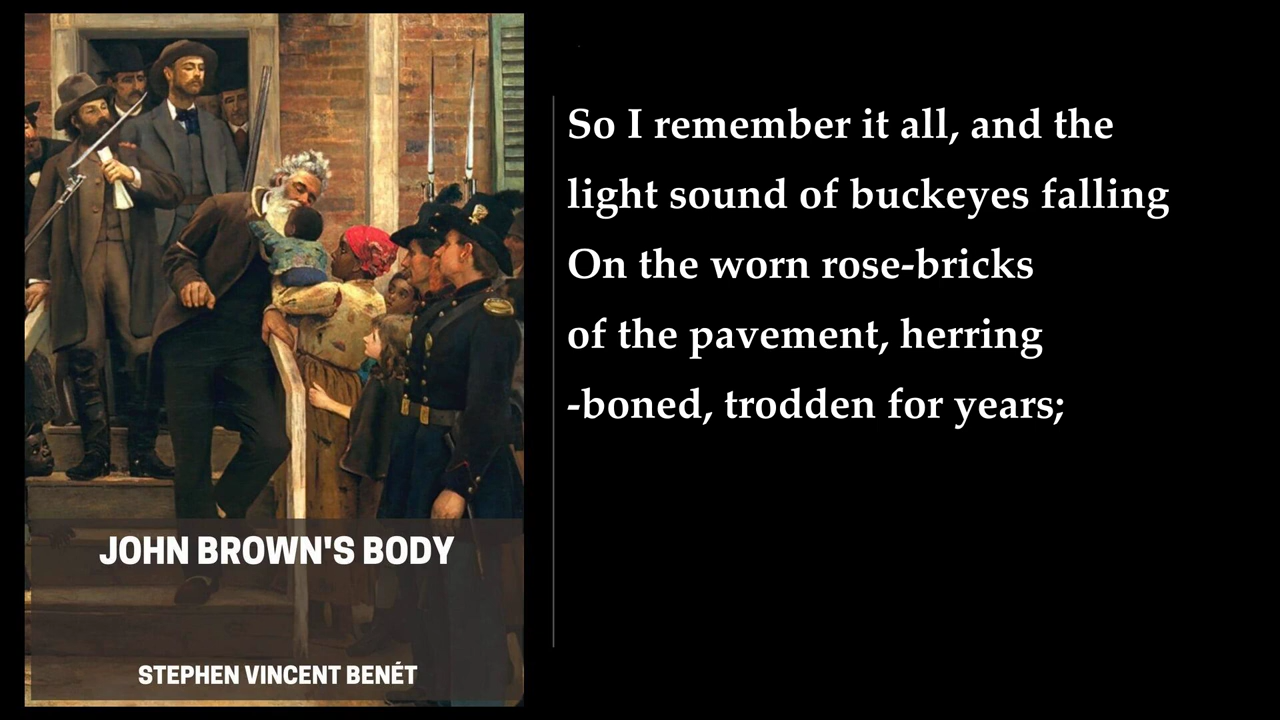 So I remember it all, and the
light sound of buckeyes falling
On the worn rose-bricks
of the pavement, herring
-boned, trodden for years;
JOHN BROWN'S BODY
STEPHEN VINCENT BENÉT